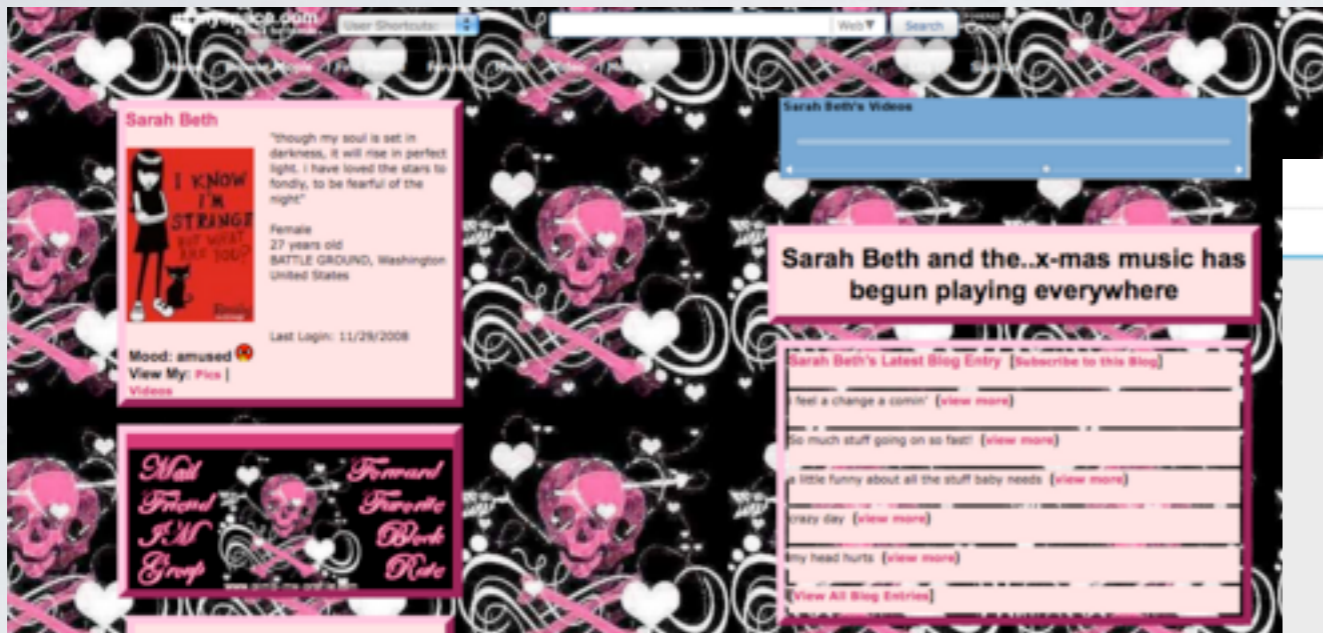 myspace.com
User Shortcuts:
Web
Search
Sarah Beth
I KNOW
I'M
STRANGE
BUT WHAT
ARE YOU?
"though my soul is set in
darkness, it will rise in perfect
light. i have loved the stars to
fondly, to be fearful of the
night"
Female
27 years old
BATTLE GROUND, Washington
United States
Last Login: 11/29/2008
Mood: amused
View My: Pics |
Videos
Mail
Forward
Friend
Favorite
IM
Block
Group
Rate
Sarah Beth's Videos
Sarah Beth and the..x-mas music has
begun playing everywhere
Sarah Beth's Latest Blog Entry [Subscribe to this Blog]
i feel a change a comin' (view more)
So much stuff going on so fast! (view more)
a little funny about all the stuff baby needs (view more)
crazy day (view more)
my head hurts (view more)
[View All Blog Entries]